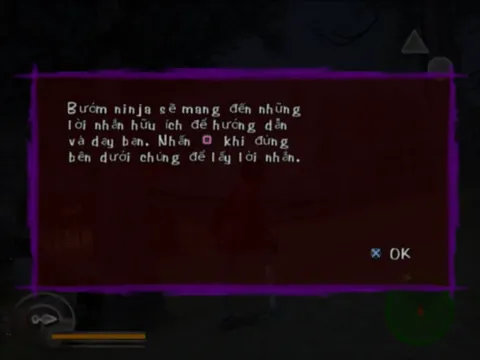 Bướm ninja sẽ mang đến những
lời nhắn hữu ích để hướng dẫn
và dạy bạn. Nhấn khi đứng
bên dưới chúng để lấy lời nhắn.
OK